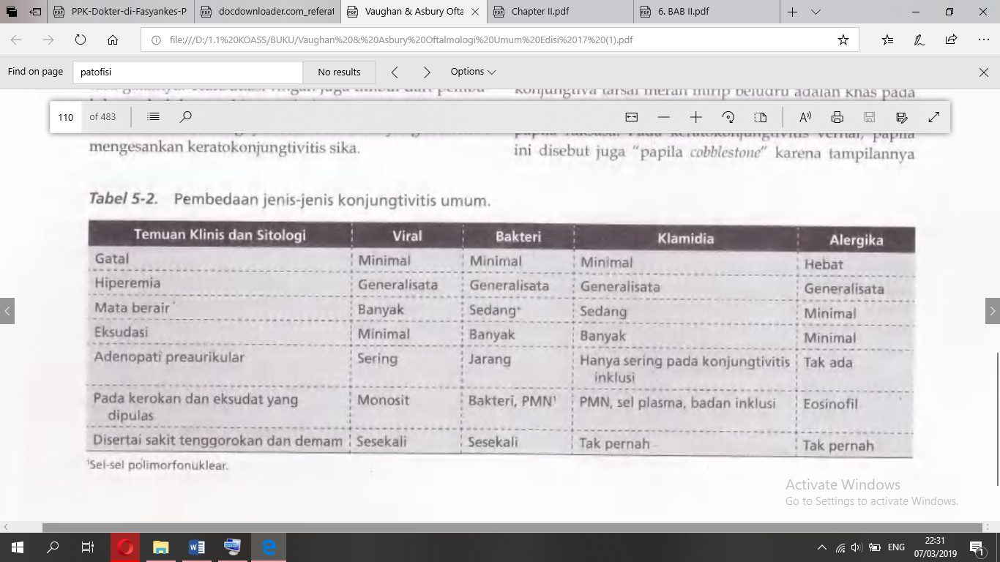 PPK-Dokter-di-Fasyankes-P
docdownloader.com_referat
Vaughan & Asbury Ofta
Chapter II.pdf
6. BAB II.pdf
file:///D:/1.1%20KOASS/BUKU/Vaughan%20&%20Asbury%20Oftalmologi%20Umum%20Edisi%2017%20(1).pdf
Find on page
patofisi
No results
Options
110
of 483
mengesankan keratokonjungtivitis sika.
konjungtiva tarsal merah mirip beludru adalah khas pada
ini disebut juga "papila cobblestone" karena tampilannya
Tabel 5-2. Pembedaan jenis-jenis konjungtivitis umum.
Temuan Klinis dan Sitologi Viral Bakteri Klamidia Alergika
Gatal Minimal Minimal Minimal Hebat
Hiperemia Generalisata Generalisata Generalisata Generalisata
Mata berair Banyak Sedang Sedang Minimal
Eksudasi Minimal Banyak Banyak Minimal
Adenopati preaurikular Sering Jarang Hanya sering pada konjungtivitis Tak ada
inklusi
Pada kerokan dan eksudat yang Monosit Bakteri, PMN¹ PMN, sel plasma, badan inklusi Eosinofil
dipulas
Disertai sakit tenggorokan dan demam Sesekali Sesekali Tak pernah Tak pernah
¹Sel-sel polimorfonuklear.
Activate Windows
Go to Settings to activate Windows.
ENG
22:31
07/03/2019
1